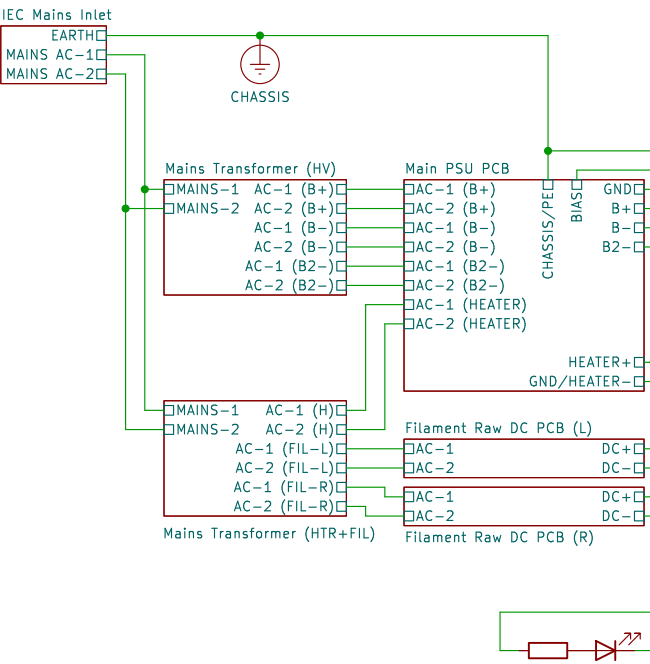 IEC Mains Inlet
EARTH
MAINS AC-1
MAINS AC-2
CHASSIS
Mains Transformer (HV)
MAINS-1 AC-1 (B+)
MAINS-2 AC-2 (B+)
AC-1 (B-)
AC-2 (B-)
AC-1 (B2-)
AC-2 (B2-)
Main PSU PCB
CHASSIS/PE
BIAS
AC-1 (B+) GND
AC-2 (B+) B+
AC-1 (B-) B-
AC-2 (B-) B2-
AC-1 (B2-)
AC-2 (B2-)
AC-1 (HEATER)
AC-2 (HEATER)
HEATER+
GND/HEATER-
MAINS-1 AC-1 (H)
MAINS-2 AC-2 (H)
AC-1 (FIL-L)
AC-2 (FIL-L)
AC-1 (FIL-R)
AC-2 (FIL-R)
Mains Transformer (HTR+FIL)
Filament Raw DC PCB (L)
AC-1 DC+
AC-2 DC-
AC-1 DC+
AC-2 DC-
Filament Raw DC PCB (R)